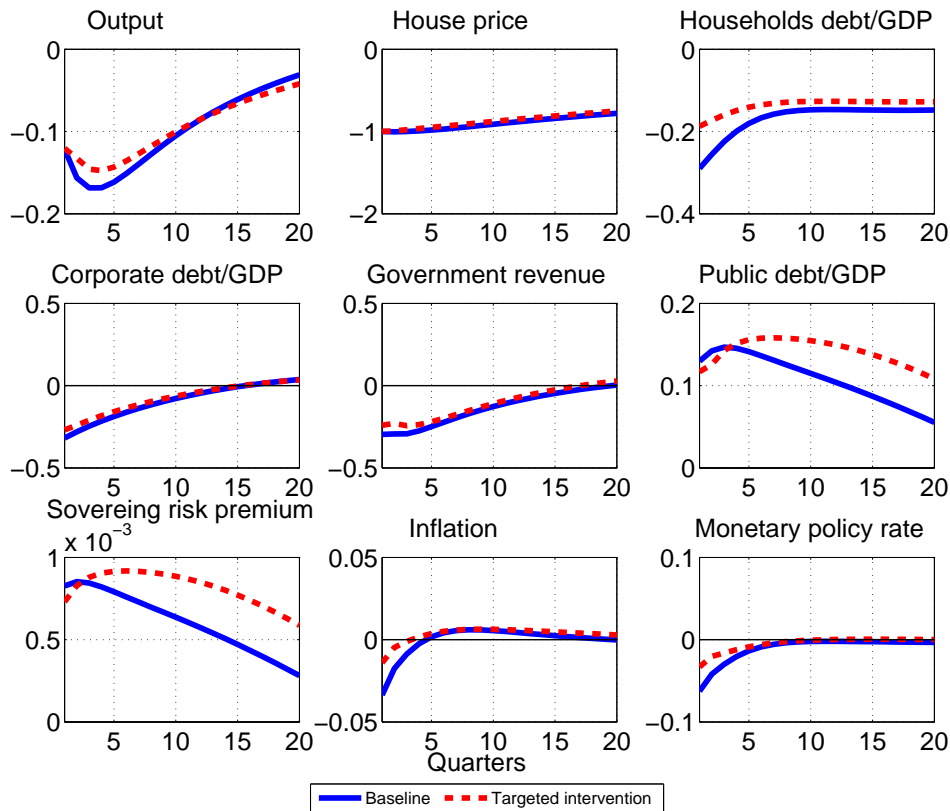 Output
House price
Households debt/GDP
0
−0.1
−0.2
5 10 15 20
0
−1
−2
5 10 15 20
0
−0.2
−0.4
5 10 15 20
Corporate debt/GDP
Government revenue
Public debt/GDP
0.5
0
−0.5
5 10 15 20
0.5
0
−0.5
5 10 15 20
0.2
0.1
0
5 10 15 20
Sovereing risk premium
x 10−3
Inflation
Monetary policy rate
1
0.5
0
5 10 15 20
0.05
0
−0.05
5 10 15 20
0.1
0
−0.1
5 10 15 20
Quarters
Baseline Targeted intervention